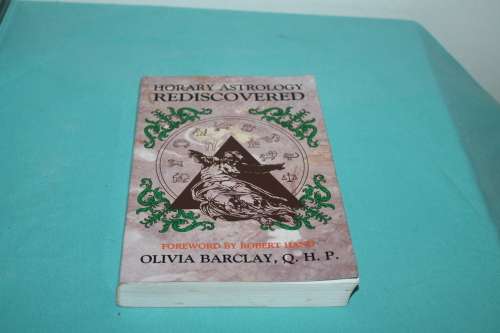 HORARY ASTROLOGY
REDISCOVERED
FOREWORD BY ROBERT HAND
OLIVIA BARCLAY, Q. H. P.